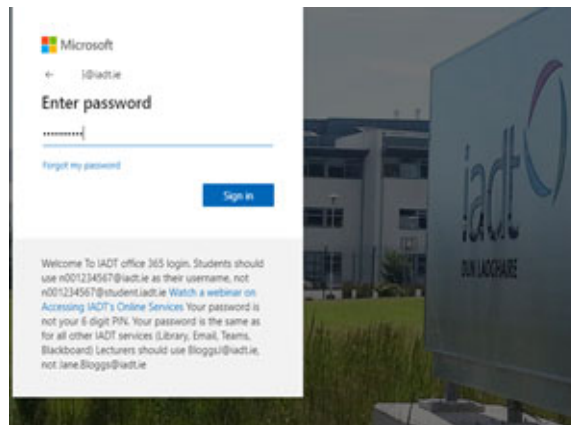 Microsoft
← J@iadt.ie
Enter password
••••••••••
Forgot my password
Sign in
Welcome To IADT office 365 login. Students should
use n001234567@iadt.ie as their username, not
n001234567@student.iadt.ie Watch a webinar on
Accessing IADT's Online Services Your password is
not your 6 digit PIN. Your password is the same as
for all other IADT services (Library, Email, Teams,
Blackboard) Lecturers should use BloggsJ@iadt.ie,
not Jane.Bloggs@iadt.ie
iadt
DUN LAOGHAIRE